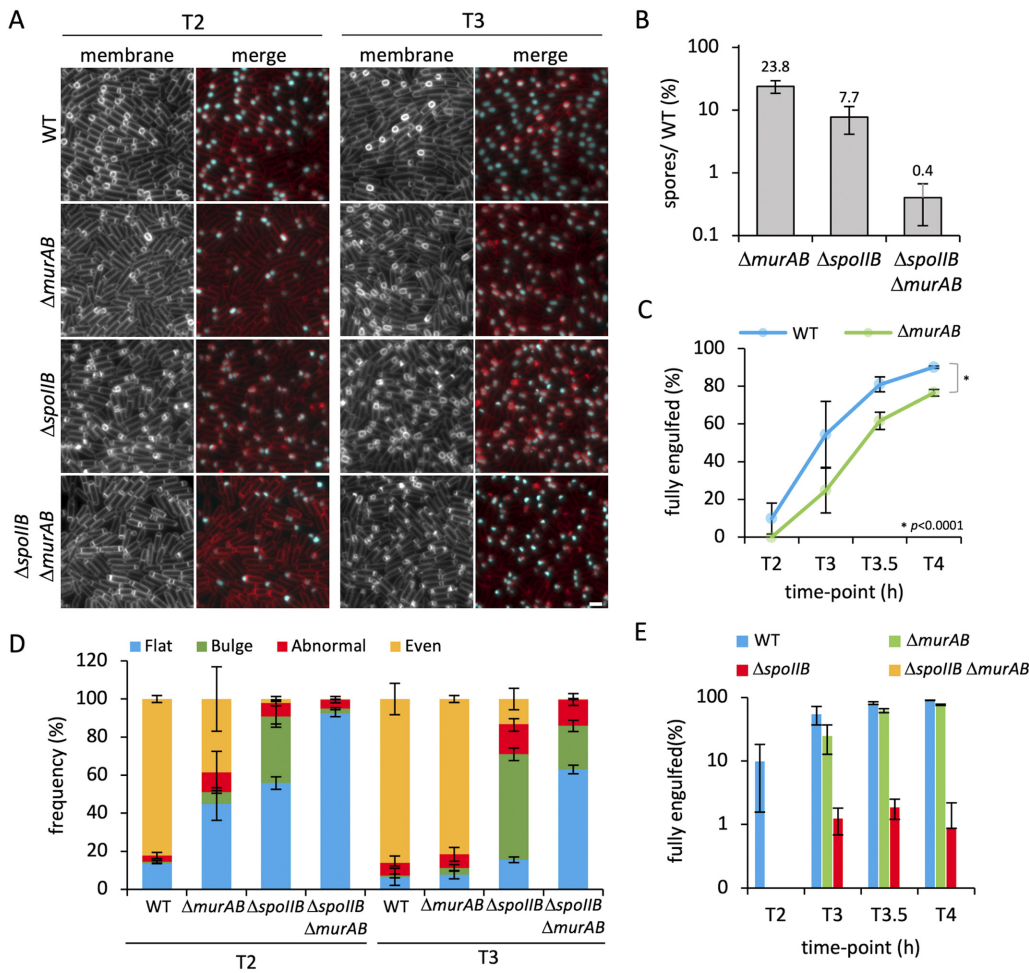 A
T2
T3
membrane
merge
membrane
merge
WT
ΔmurAB
ΔspoIIB
ΔspoIIB
ΔmurAB
B
spores/ WT (%)
100
10
1
0.1
23.8
7.7
0.4
ΔmurAB
ΔspoIIB
ΔspoIIB
ΔmurAB
C
WT
ΔmurAB
fully engulfed (%)
100
80
60
40
20
0
*
* p<0.0001
T2
T3
T3.5
T4
time-point (h)
D
Flat
Bulge
Abnormal
Even
frequency (%)
120
100
80
60
40
20
0
WT
ΔmurAB
ΔspoIIB
ΔspoIIB
ΔmurAB
WT
ΔmurAB
ΔspoIIB
ΔspoIIB
ΔmurAB
T2
T3
E
WT
ΔmurAB
ΔspoIIB
ΔspoIIB ΔmurAB
fully engulfed(%)
100
10
1
0
T2
T3
T3.5
T4
time-point (h)